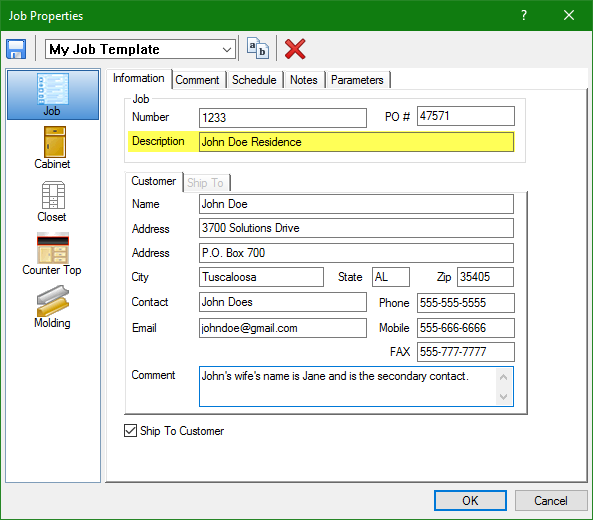 Job Properties
?
My Job Template
a b
Information Comment Schedule Notes Parameters
Job
Cabinet
Closet
Counter Top
Molding
Job
Number 1233 PO # 47571
Description John Doe Residence
Customer Ship To
Name John Doe
Address 3700 Solutions Drive
Address P.O. Box 700
City Tuscaloosa State AL Zip 35405
Contact John Does Phone 555-555-5555
Email johndoe@gmail.com Mobile 555-666-6666
FAX 555-777-7777
Comment John's wife's name is Jane and is the secondary contact.
Ship To Customer
OK Cancel